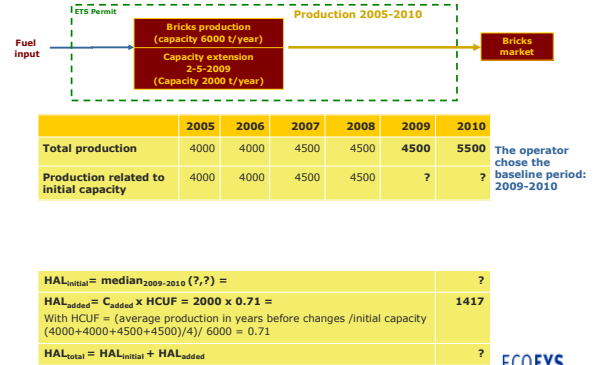 ETS Permit
Production 2005-2010
Fuel
input
Bricks production
(capacity 6000 t/year)
Capacity extension
2-5-2009
(Capacity 2000 t/year)
Bricks
market
2005 2006 2007 2008 2009 2010
Total production 4000 4000 4500 4500 4500 5500
Production related to
initial capacity 4000 4000 4500 4500 ? ?
The operator
chose the
baseline period:
2009-2010
HALinitial= median2009-2010 (?,?) = ?
HALadded= Cadded x HCUF = 2000 x 0.71 = 1417
With HCUF = (average production in years before changes /initial capacity
(4000+4000+4500+4500)/4)/ 6000 = 0.71
HALtotal = HALinitial + HALadded ?
ECOFYS